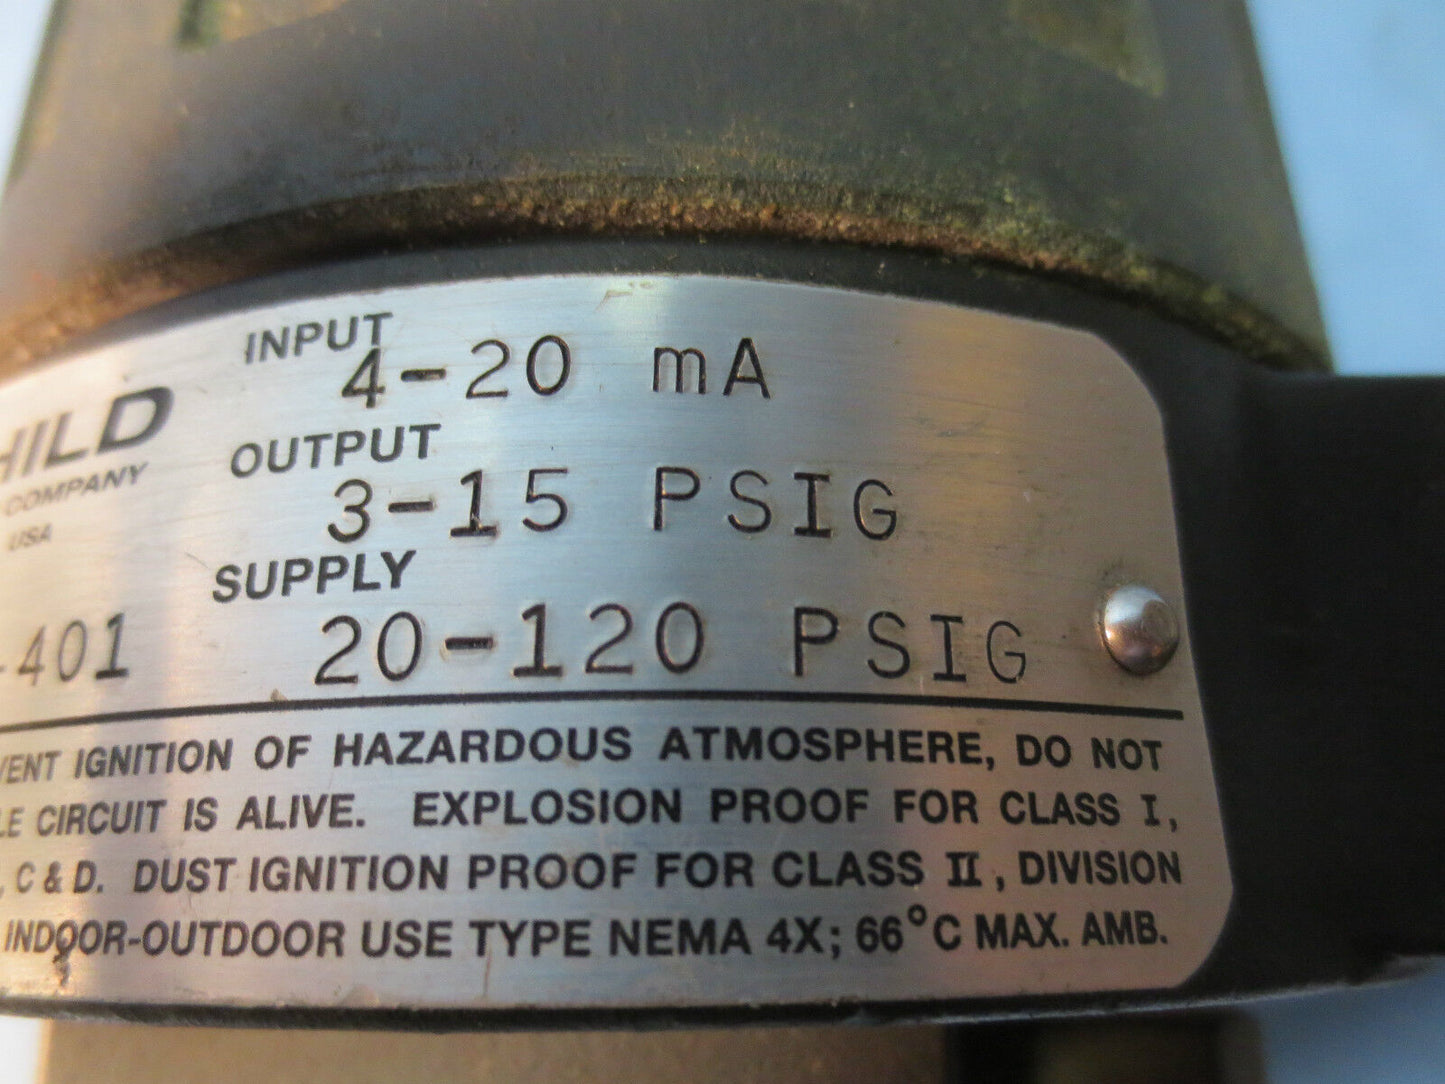 INPUT
4-20 mA
HILD
OUTPUT
COMPANY
3-15 PSIG
USA
SUPPLY
-401
20-120 PSIG
VENT IGNITION OF HAZARDOUS ATMOSPHERE, DO NOT
LE CIRCUIT IS ALIVE. EXPLOSION PROOF FOR CLASS I,
, C & D. DUST IGNITION PROOF FOR CLASS II, DIVISION
INDOOR-OUTDOOR USE TYPE NEMA 4X; 66°C MAX. AMB.